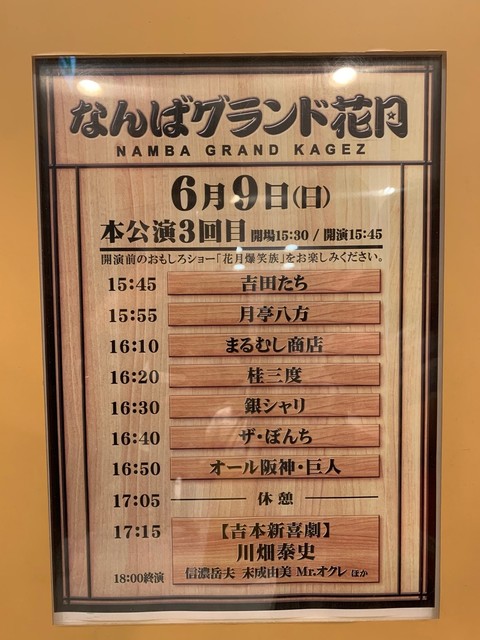 なんばグランド花月
NAMBA GRAND KAGEZ
6月9日(日)
本公演3回目 開場15:30 / 開演15:45
開演前のおもしろショー「花月爆笑族」をお楽しみください。
15:45 吉田たち
15:55 月亭八方
16:10 まるむし商店
16:20 桂三度
16:30 銀シャリ
16:40 ザ・ぼんち
16:50 オール阪神・巨人
17:05 休憩
17:15 【吉本新喜劇】
川畑泰史
18:00終演 信濃岳夫 末成由美 Mr.オクレ ほか